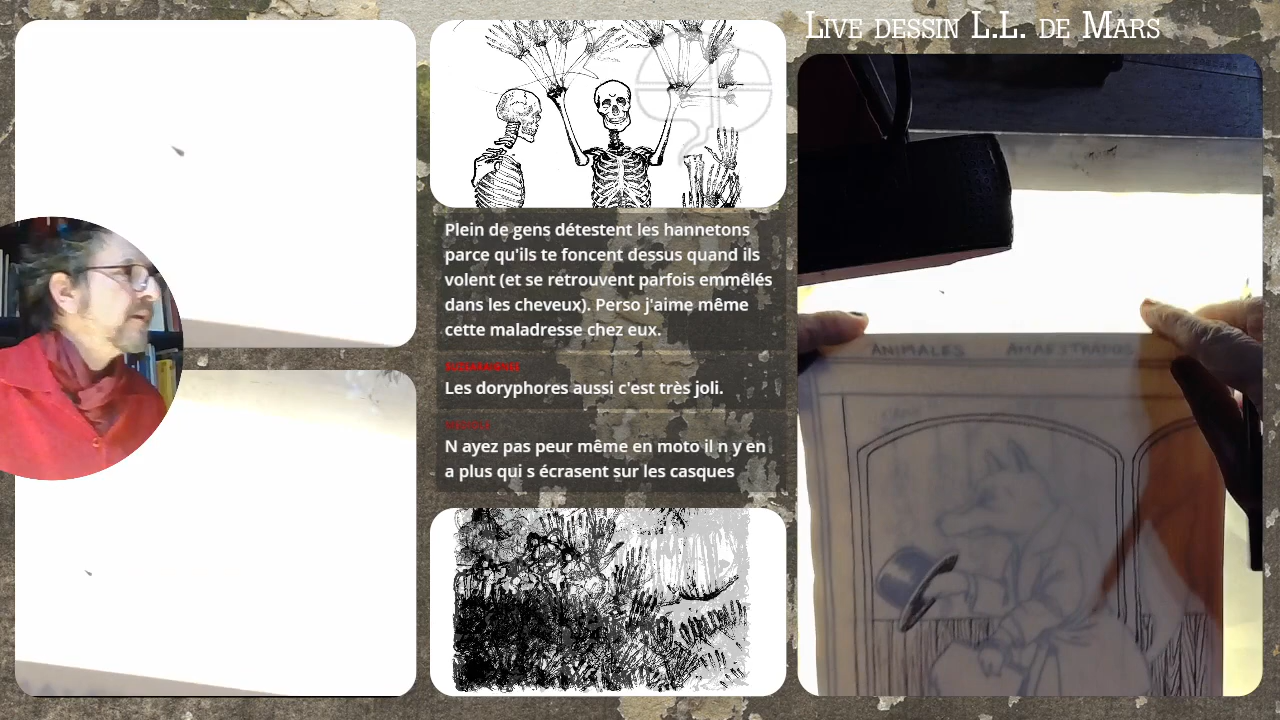 Live dessin L.L. de Mars
Plein de gens détestent les hannetons
parce qu'ils te foncent dessus quand ils
volent (et se retrouvent parfois emmêlés
dans les cheveux). Perso j'aime même
cette maladresse chez eux.
Les doryphores aussi c'est très joli.
N ayez pas peur même en moto il n y en
a plus qui s écrasent sur les casques
ANIMALES AMAESTRADOS